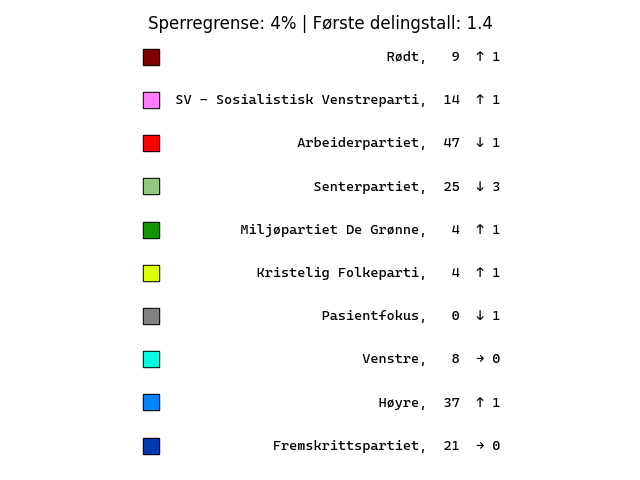 Sperregrense: 4% | Første delingstall: 1.4
Rødt, 9 ↑ 1
SV – Sosialistisk Venstreparti, 14 ↑ 1
Arbeiderpartiet, 47 ↓ 1
Senterpartiet, 25 ↓ 3
Miljøpartiet De Grønne, 4 ↑ 1
Kristelig Folkeparti, 4 ↑ 1
Pasientfokus, 0 ↓ 1
Venstre, 8 → 0
Høyre, 37 ↑ 1
Fremskrittspartiet, 21 → 0